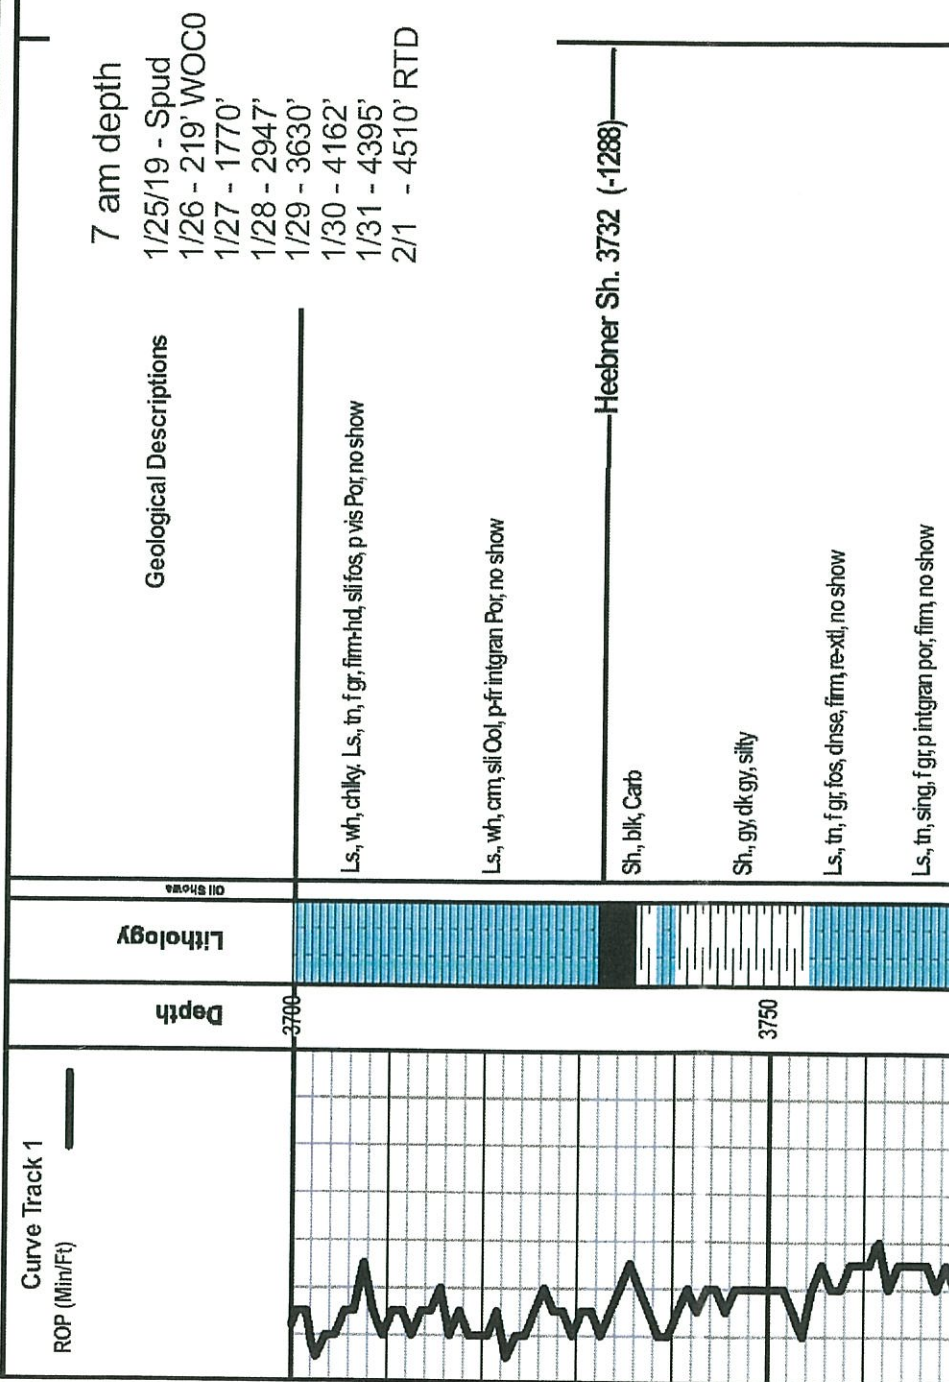 Curve Track 1
ROP (Min/Ft)
Depth
Lithology
Oil Shows
Geological Descriptions
7 am depth
1/25/19 - Spud
1/26 - 219' WOC0
1/27 - 1770'
1/28 - 2947'
1/29 - 3630'
1/30 - 4162'
1/31 - 4395'
2/1 - 4510' RTD
3700
Ls., wh, chlky. Ls., tn, f gr, firm-hd, sli fos, p vis Por, no show
Ls., wh, crm, sli Ool, p-fr intgran Por, no show
Heebner Sh. 3732 (-1288)
Sh., blk, Carb
Sh., gy, dk gy, silty
3750
Ls., tn, f gr, fos, dnse, firm, re-xtl, no show
Ls., tn, sing, f gr, p intgran por, firm, no show